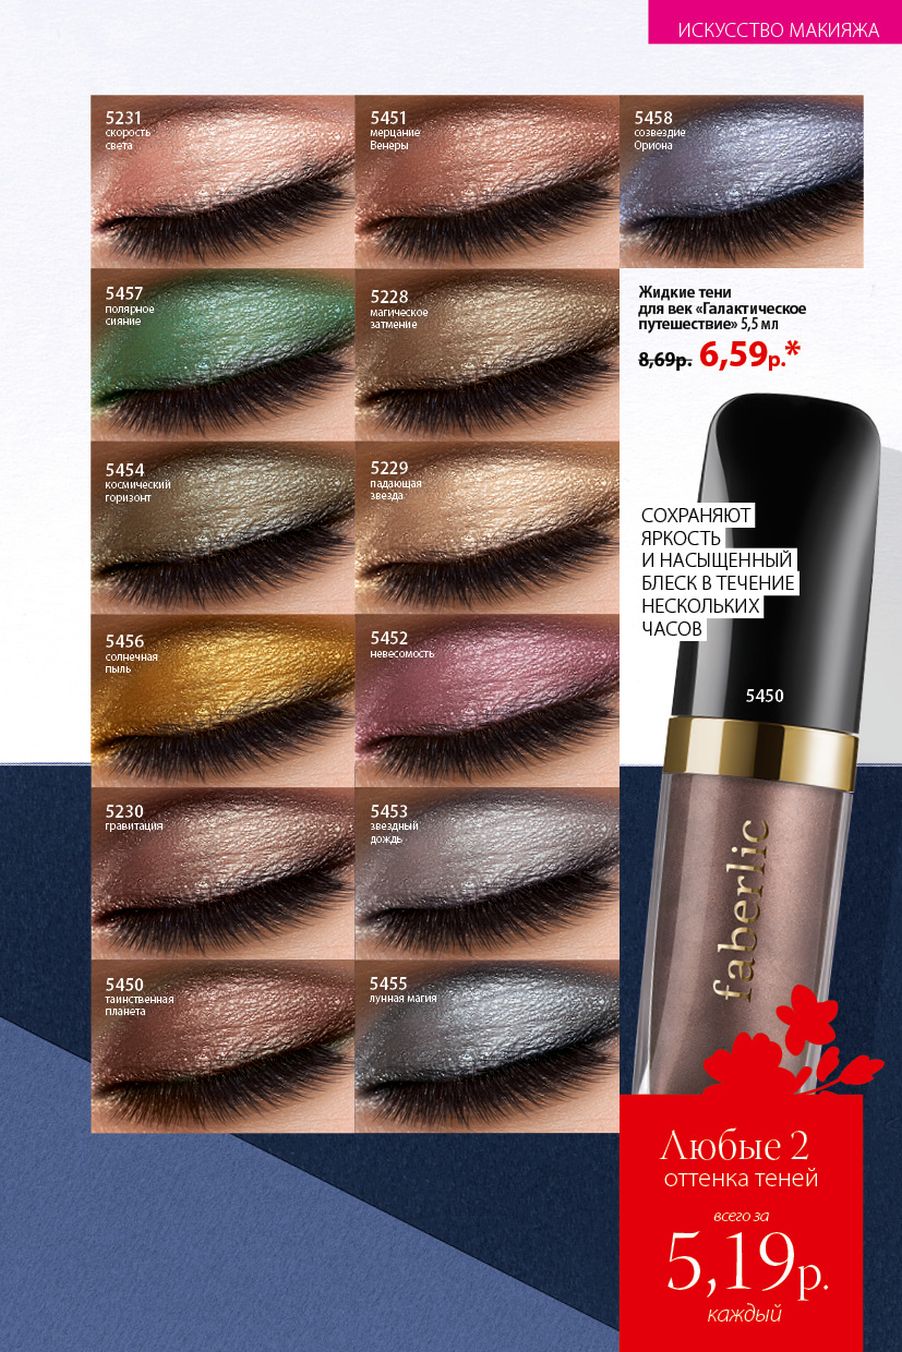 ИСКУССТВО МАКИЯЖА
5231
скорость
света
5451
мерцание
Венеры
5458
созвездие
Ориона
5457
полярное
сияние
5228
магическое
затмение
Жидкие тени
для век «Галактическое
путешествие» 5,5 мл
8,69р. 6,59р.*
5454
космический
горизонт
5229
падающая
звезда
СОХРАНЯЮТ
ЯРКОСТЬ
И НАСЫЩЕННЫЙ
БЛЕСК В ТЕЧЕНИЕ
НЕСКОЛЬКИХ
ЧАСОВ
5456
солнечная
пыль
5452
невесомость
5450
5230
гравитация
5453
звездный
дождь
faberlic
5450
таинственная
планета
5455
лунная магия
Любые 2
оттенка теней
всего за
5,19р.
каждый